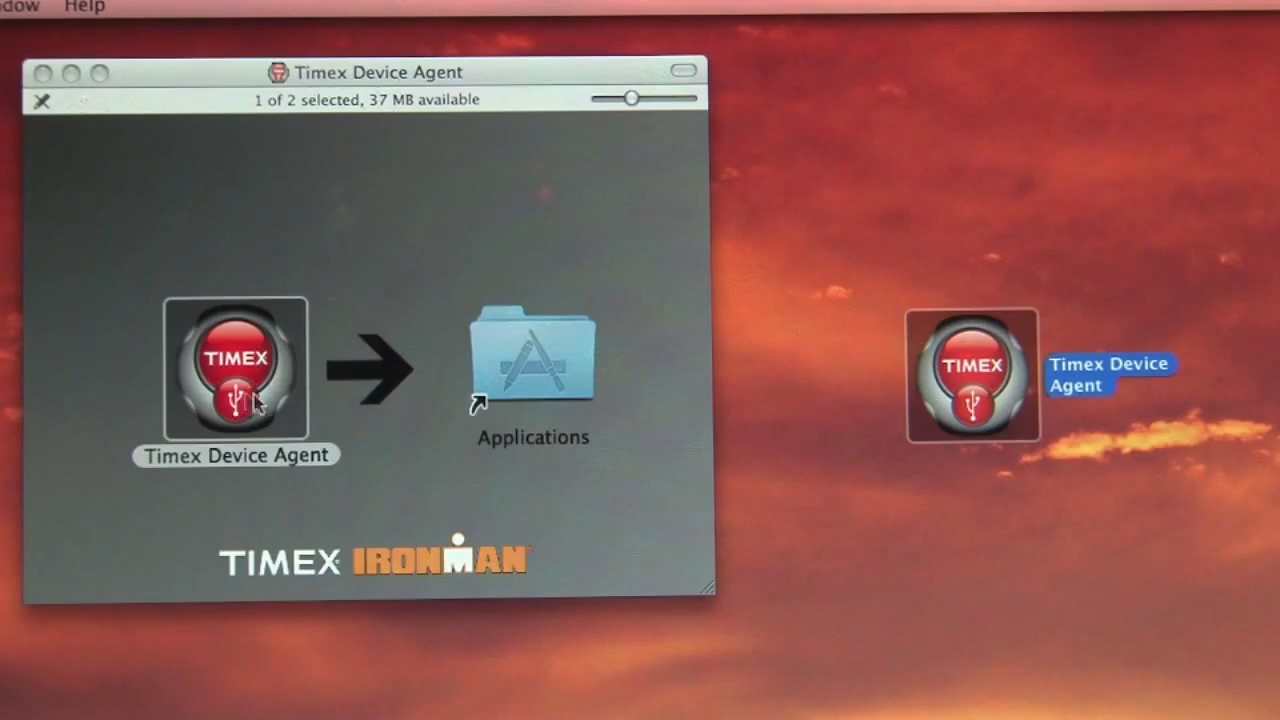 Help
Timex Device Agent
1 of 2 selected, 37 MB available
TIMEX
Timex Device Agent
Applications
TIMEX IRONMAN
TIMEX
Timex Device
Agent